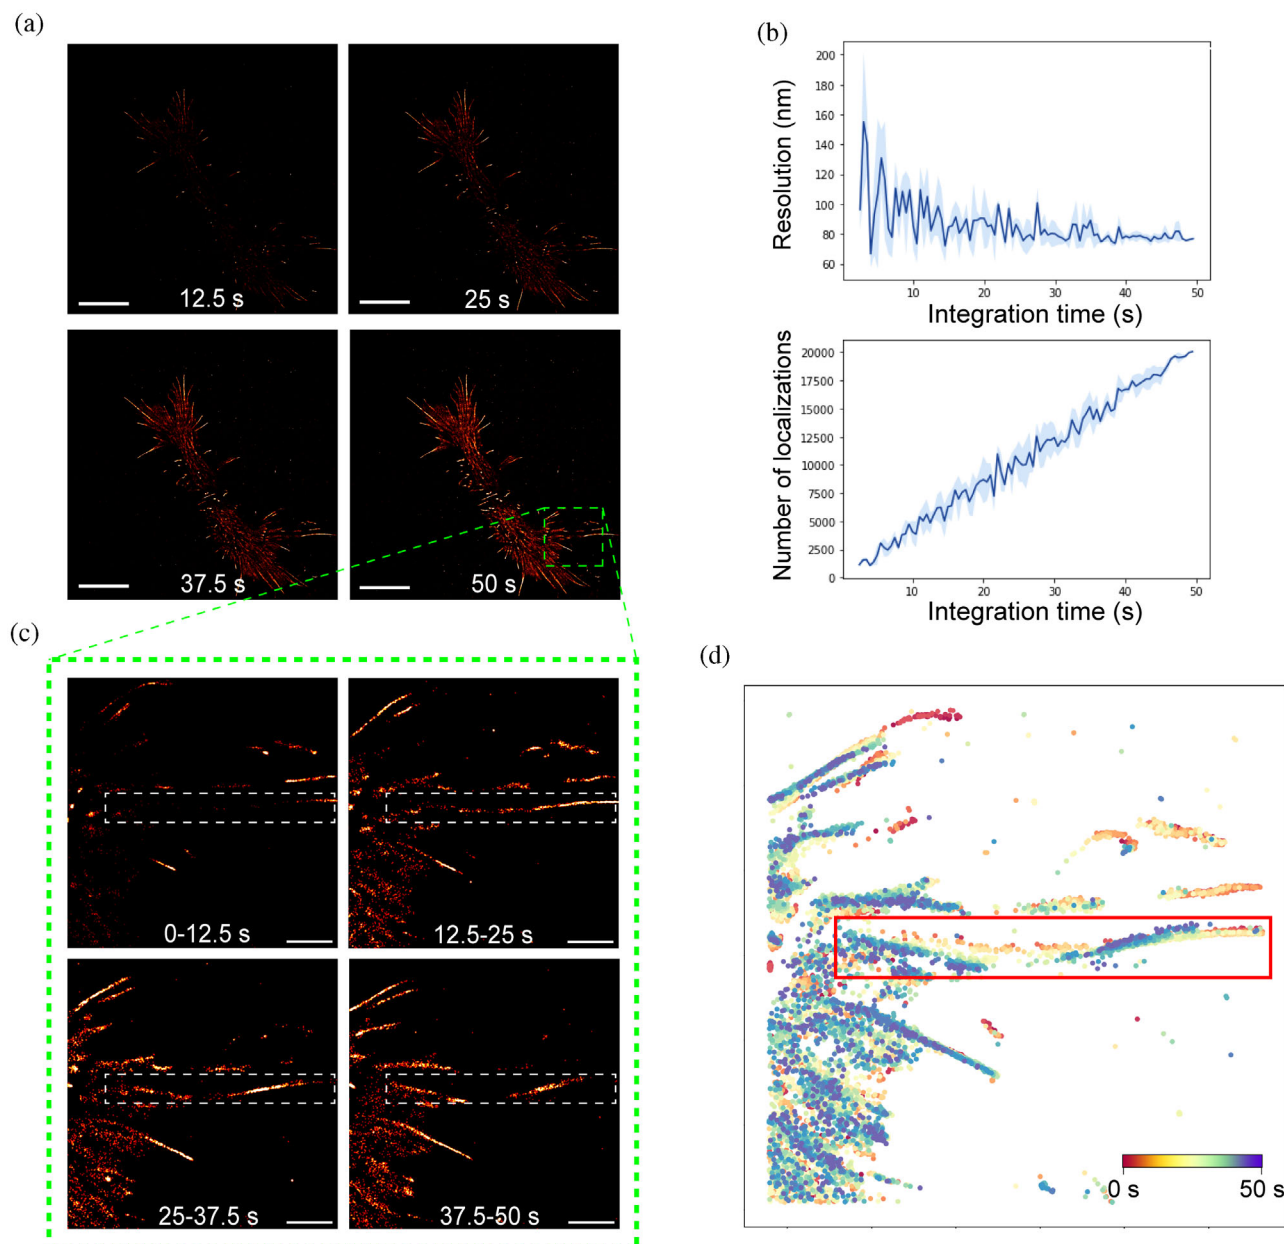 (a)
12.5 s
25 s
37.5 s
50 s
(b)
Resolution (nm)
200
180
160
140
120
100
80
60
10
20
30
40
50
Integration time (s)
Number of localizations
20000
17500
15000
12500
10000
7500
5000
2500
0
10
20
30
40
50
Integration time (s)
(c)
0-12.5 s
12.5-25 s
25-37.5 s
37.5-50 s
(d)
0 s
50 s